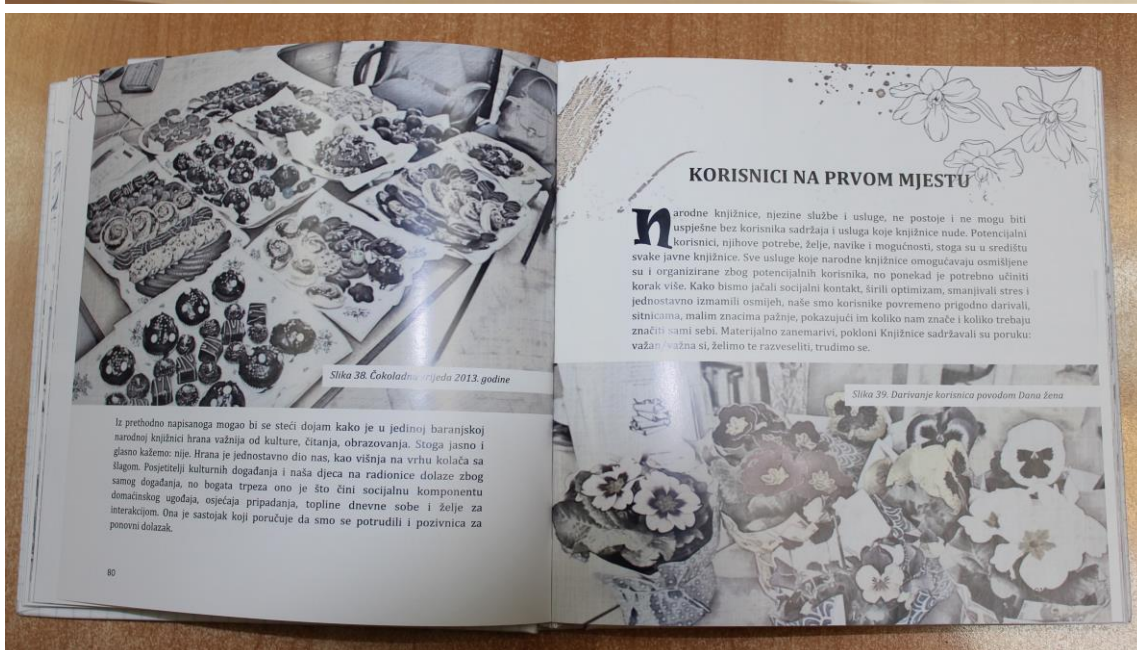 Slika 38. Čokoladna srijeda 2013. godine
Iz prethodno napisanoga mogao bi se steći dojam kako je u jedinoj baranjskoj
narodnoj knjižnici hrana važnija od kulture, čitanja, obrazovanja. Stoga jasno i
glasno kažemo: nije. Hrana je jednostavno dio nas, kao višnja na vrhu kolača sa
šlagom. Posjetitelji kulturnih događanja i naša djeca na radionice dolaze zbog
samog događanja, no bogata trpeza ono je što čini socijalnu komponentu
domaćinskog ugođaja, osjećaja pripadanja, topline dnevne sobe i želje za
interakcijom. Ona je sastojak koji poručuje da smo se potrudili i pozivnica za
ponovni dolazak.
80
KORISNICI NA PRVOM MJESTU
Narodne knjižnice, njezine službe i usluge, ne postoje i ne mogu biti
uspješne bez korisnika sadržaja i usluga koje knjižnice nude. Potencijalni
korisnici, njihove potrebe, želje, navike i mogućnosti, stoga su u središtu
svake javne knjižnice. Sve usluge koje narodne knjižnice omogućavaju osmišljene
su i organizirane zbog potencijalnih korisnika, no ponekad je potrebno učiniti
korak više. Kako bismo jačali socijalni kontakt, širili optimizam, smanjivali stres i
jednostavno izmamili osmijeh, naše smo korisnike povremeno prigodno darivali,
sitnicama, malim znacima pažnje, pokazujući im koliko nam znače i koliko trebaju
značiti sami sebi. Materijalno zanemarivi, pokloni Knjižnice sadržavali su poruku:
važan/važna si, želimo te razveseliti, trudimo se.
Slika 39. Darivanje korisnica povodom Dana žena